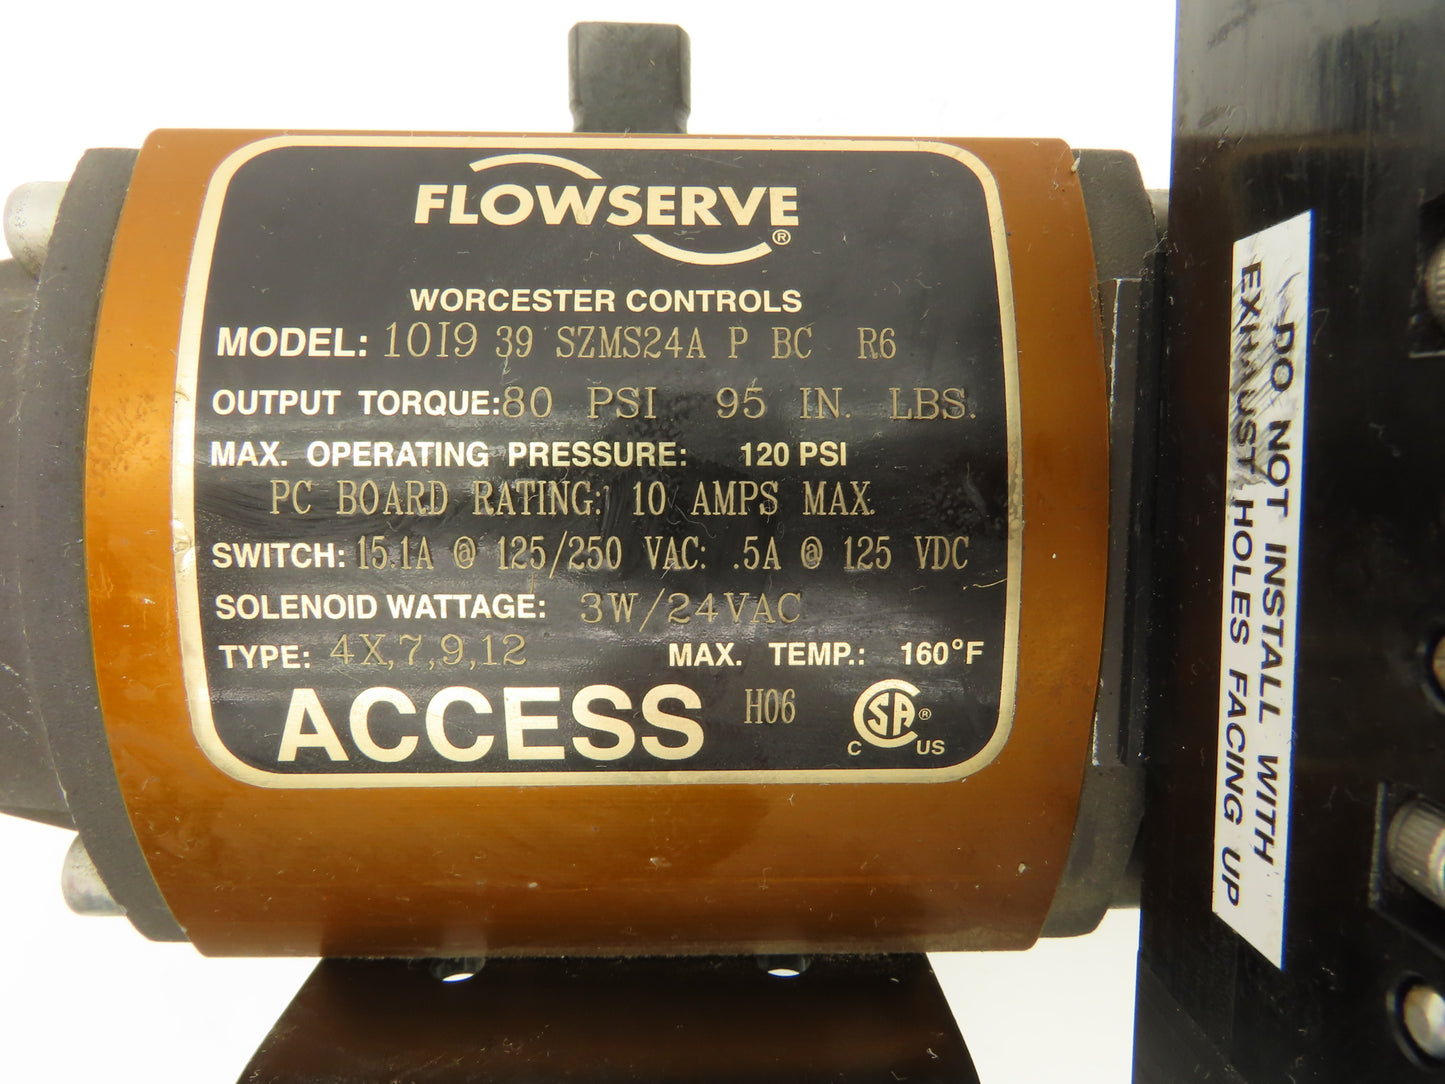 FLOWSERVE®
WORCESTER CONTROLS
MODEL: 10I9 39 SZMS24A P BC R6
OUTPUT TORQUE: 80 PSI 95 IN. LBS.
MAX. OPERATING PRESSURE: 120 PSI
PC BOARD RATING: 10 AMPS MAX.
SWITCH: 15.1A @ 125/250 VAC: .5A @ 125 VDC
SOLENOID WATTAGE: 3W/24VAC
TYPE: 4X,7,9,12 MAX. TEMP.: 160°F
ACCESS H06 C SA® US
DO NOT INSTALL WITH
EXHAUST HOLES FACING UP